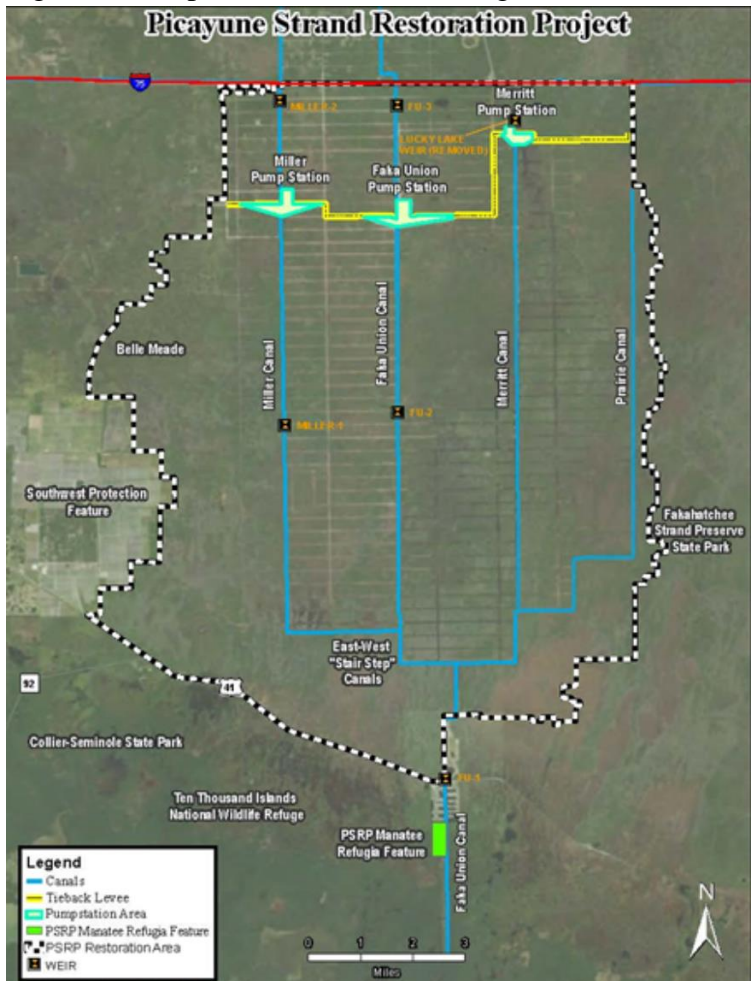 Picayune Strand Restoration Project
75
MILLER-2
FU-3
Merritt
Pump Station
LUCKY LAKE
WEIR (REMOVED)
Miller
Pump Station
Faka Union
Pump Station
Belle Meade
Miller Canal
Faka Union Canal
Merritt Canal
Prairie Canal
MILLER-1
FU-2
Southwest Protection
Feature
Fakahatchee
Strand Preserve
State Park
East-West
"Stair Step"
Canals
92
41
Collier-Seminole State Park
FU-1
Ten Thousand Islands
National Wildlife Refuge
PSRP Manatee
Refugia Feature
Faka Union Canal
Legend
Canals
Tieback Levee
Pumpstation Area
PSRP Manatee Refugia Feature
PSRP Restoration Area
WEIR
0 1 2 3
Miles
N